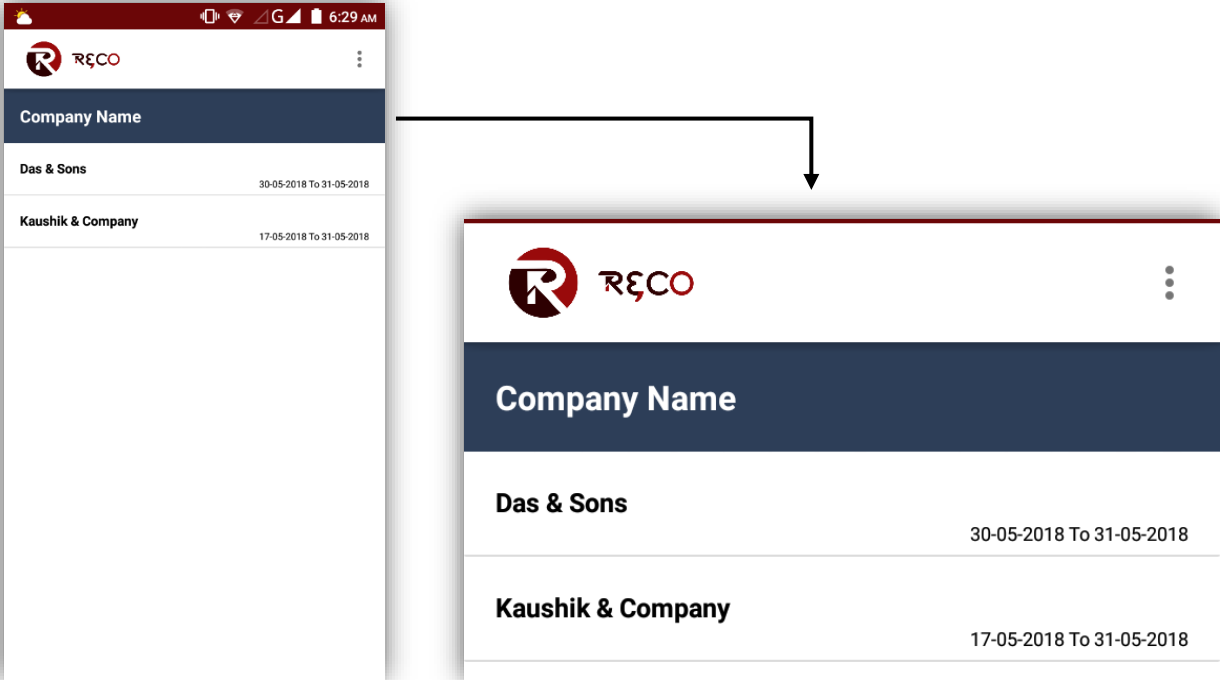 G 6:29 AM
RECO
Company Name
Das & Sons
30-05-2018 To 31-05-2018
Kaushik & Company
17-05-2018 To 31-05-2018
R RECO
Company Name
Das & Sons
30-05-2018 To 31-05-2018
Kaushik & Company
17-05-2018 To 31-05-2018